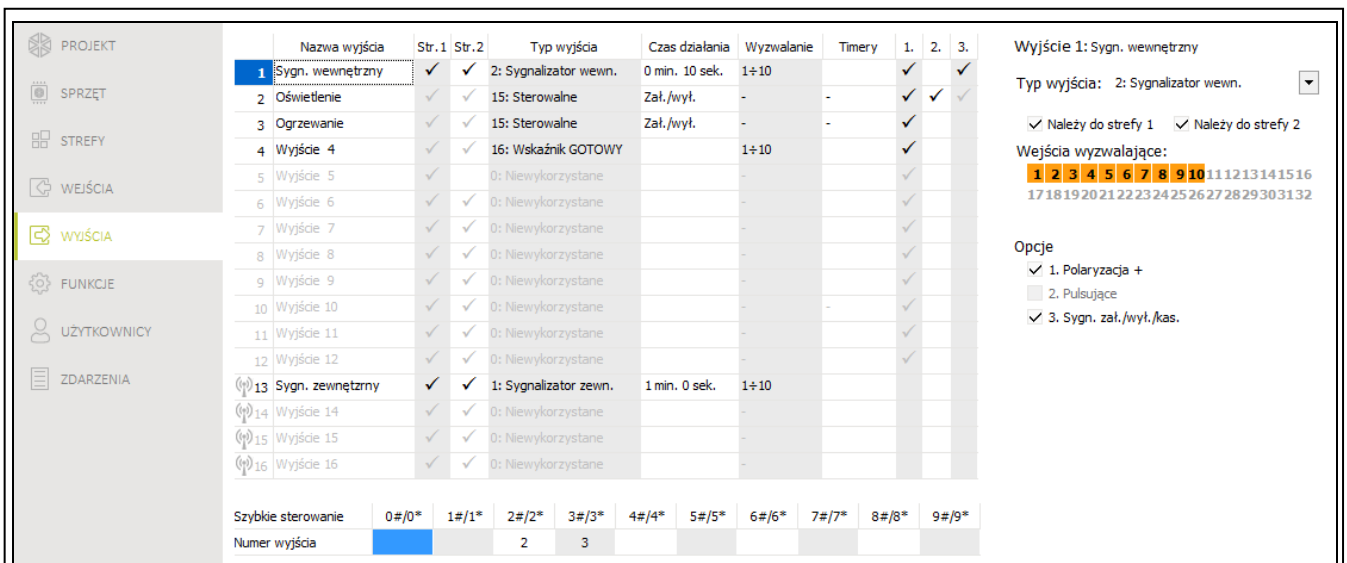 PROJEKT
SPRZĘT
STREFY
WEJŚCIA
WYJŚCIA
FUNKCJE
UŻYTKOWNICY
ZDARZENIA
Nazwa wyjścia Str.1 Str.2 Typ wyjścia Czas działania Wyzwalanie Timery 1. 2. 3.
1 Sygn. wewnętrzny ✓ ✓ 2: Sygnalizator wewn. 0 min. 10 sek. 1÷10 ✓ ✓
2 Oświetlenie ✓ ✓ 15: Sterowalne Zał./wył. - - ✓ ✓ ✓
3 Ogrzewanie ✓ ✓ 15: Sterowalne Zał./wył. - - ✓
4 Wyjście 4 ✓ ✓ 16: Wskaźnik GOTOWY 1÷10 ✓
5 Wyjście 5 ✓ 0: Niewykorzystane - ✓
6 Wyjście 6 ✓ ✓ 0: Niewykorzystane - ✓
7 Wyjście 7 ✓ ✓ 0: Niewykorzystane - ✓
8 Wyjście 8 ✓ ✓ 0: Niewykorzystane - ✓
9 Wyjście 9 ✓ ✓ 0: Niewykorzystane - ✓
10 Wyjście 10 ✓ ✓ 0: Niewykorzystane - - ✓
11 Wyjście 11 ✓ ✓ 0: Niewykorzystane - ✓
12 Wyjście 12 ✓ ✓ 0: Niewykorzystane - ✓
13 Sygn. zewnętzrny ✓ ✓ 1: Sygnalizator zewn. 1 min. 0 sek. 1÷10
14 Wyjście 14 ✓ ✓ 0: Niewykorzystane -
15 Wyjście 15 ✓ ✓ 0: Niewykorzystane -
16 Wyjście 16 ✓ ✓ 0: Niewykorzystane -
Szybkie sterowanie 0#/0* 1#/1* 2#/2* 3#/3* 4#/4* 5#/5* 6#/6* 7#/7* 8#/8* 9#/9*
Numer wyjścia 2 3
Wyjście 1: Sygn. wewnętrzny
Typ wyjścia: 2: Sygnalizator wewn.
✓ Należy do strefy 1 ✓ Należy do strefy 2
Wejścia wyzwalające:
1 2 3 4 5 6 7 8 9 10 11 12 13 14 15 16
17 18 19 20 21 22 23 24 25 26 27 28 29 30 31 32
Opcje
✓ 1. Polaryzacja +
2. Pulsujące
✓ 3. Sygn. zał./wył./kas.